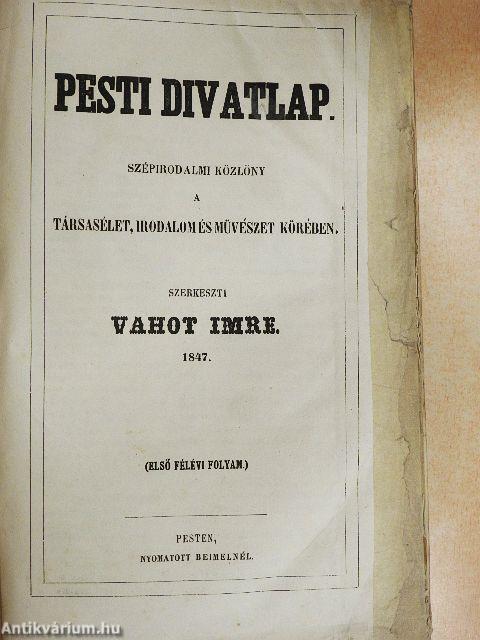 PESTI DIVATLAP.
SZÉPIRODALMI KÖZLÖNY
A
TÁRSASÉLET, IRODALOM ÉS MŰVÉSZET KÖRÉBEN.
SZERKESZTI
VAHOT IMRE.
1847.
(ELSŐ FÉLÉVI FOLYAM.)
PESTEN,
NYOMATOTT BEIMELNÉL.
Antikvárium.hu